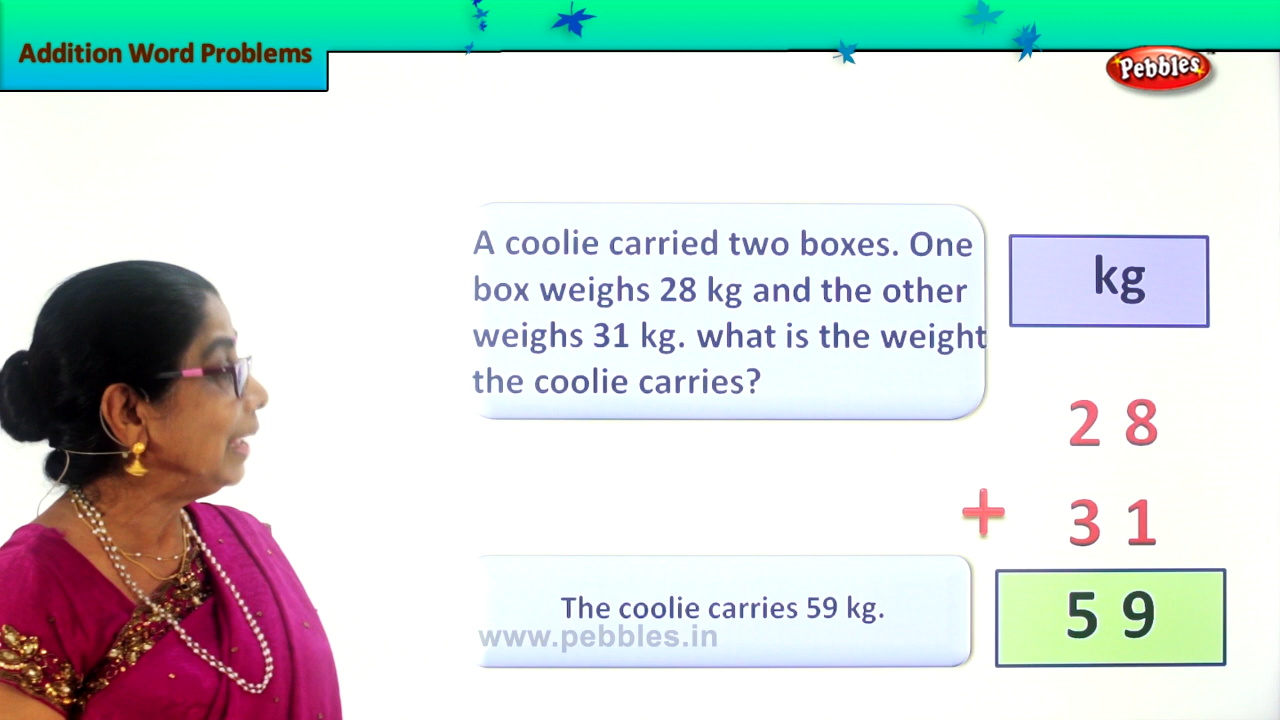 Addition Word Problems
Pebbles
A coolie carried two boxes. One
box weighs 28 kg and the other
weighs 31 kg. what is the weight
the coolie carries?
kg
2 8
+ 3 1
5 9
The coolie carries 59 kg.
www.pebbles.in